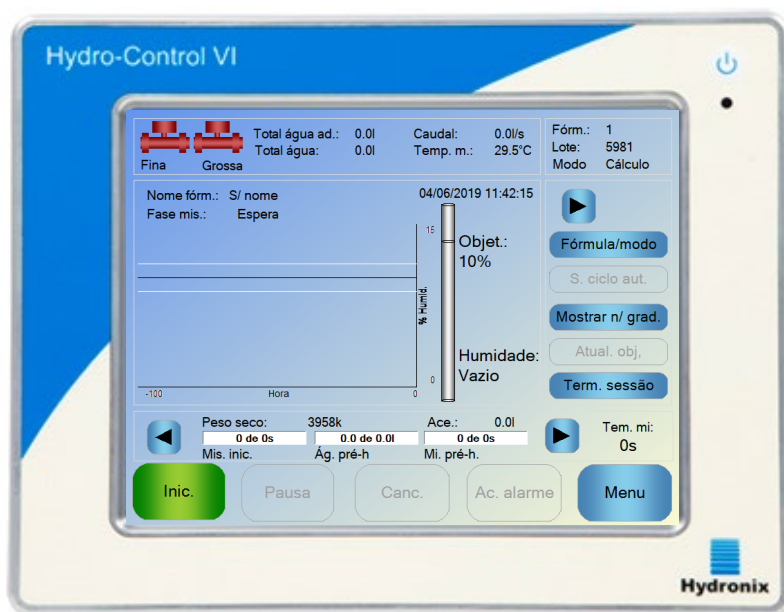 Hydro-Control VI
Total água ad.: 0.0l Caudal: 0.0l/s Fórm.: 1
Total água: 0.0l Temp. m.: 29.5°C Lote: 5981
Fina Grossa Modo Cálculo
Nome fórm.: S/ nome 04/06/2019 11:42:15
Fase mis.: Espera
15
Objet.:
10%
Fórmula/modo
S. ciclo aut.
% Humid.
Mostrar n/ grad.
Humidade:
Vazio
Atual. obj,
0
Term. sessão
-100 Hora 0
Peso seco: 3958k Ace.: 0.0l Tem. mi:
0 de 0s 0.0 de 0.0l 0 de 0s 0s
Mis. inic. Ág. pré-h Mi. pré-h.
Inic. Pausa Canc. Ac. alarme Menu
Hydronix